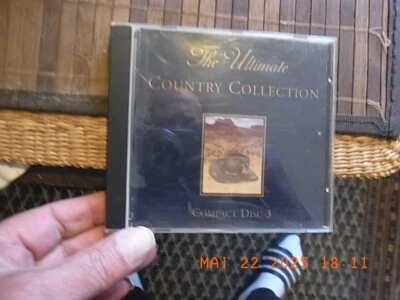 The Ultimate
COUNTRY COLLECTION
COMPACT DISC 3
MAI 22 2025 18:11